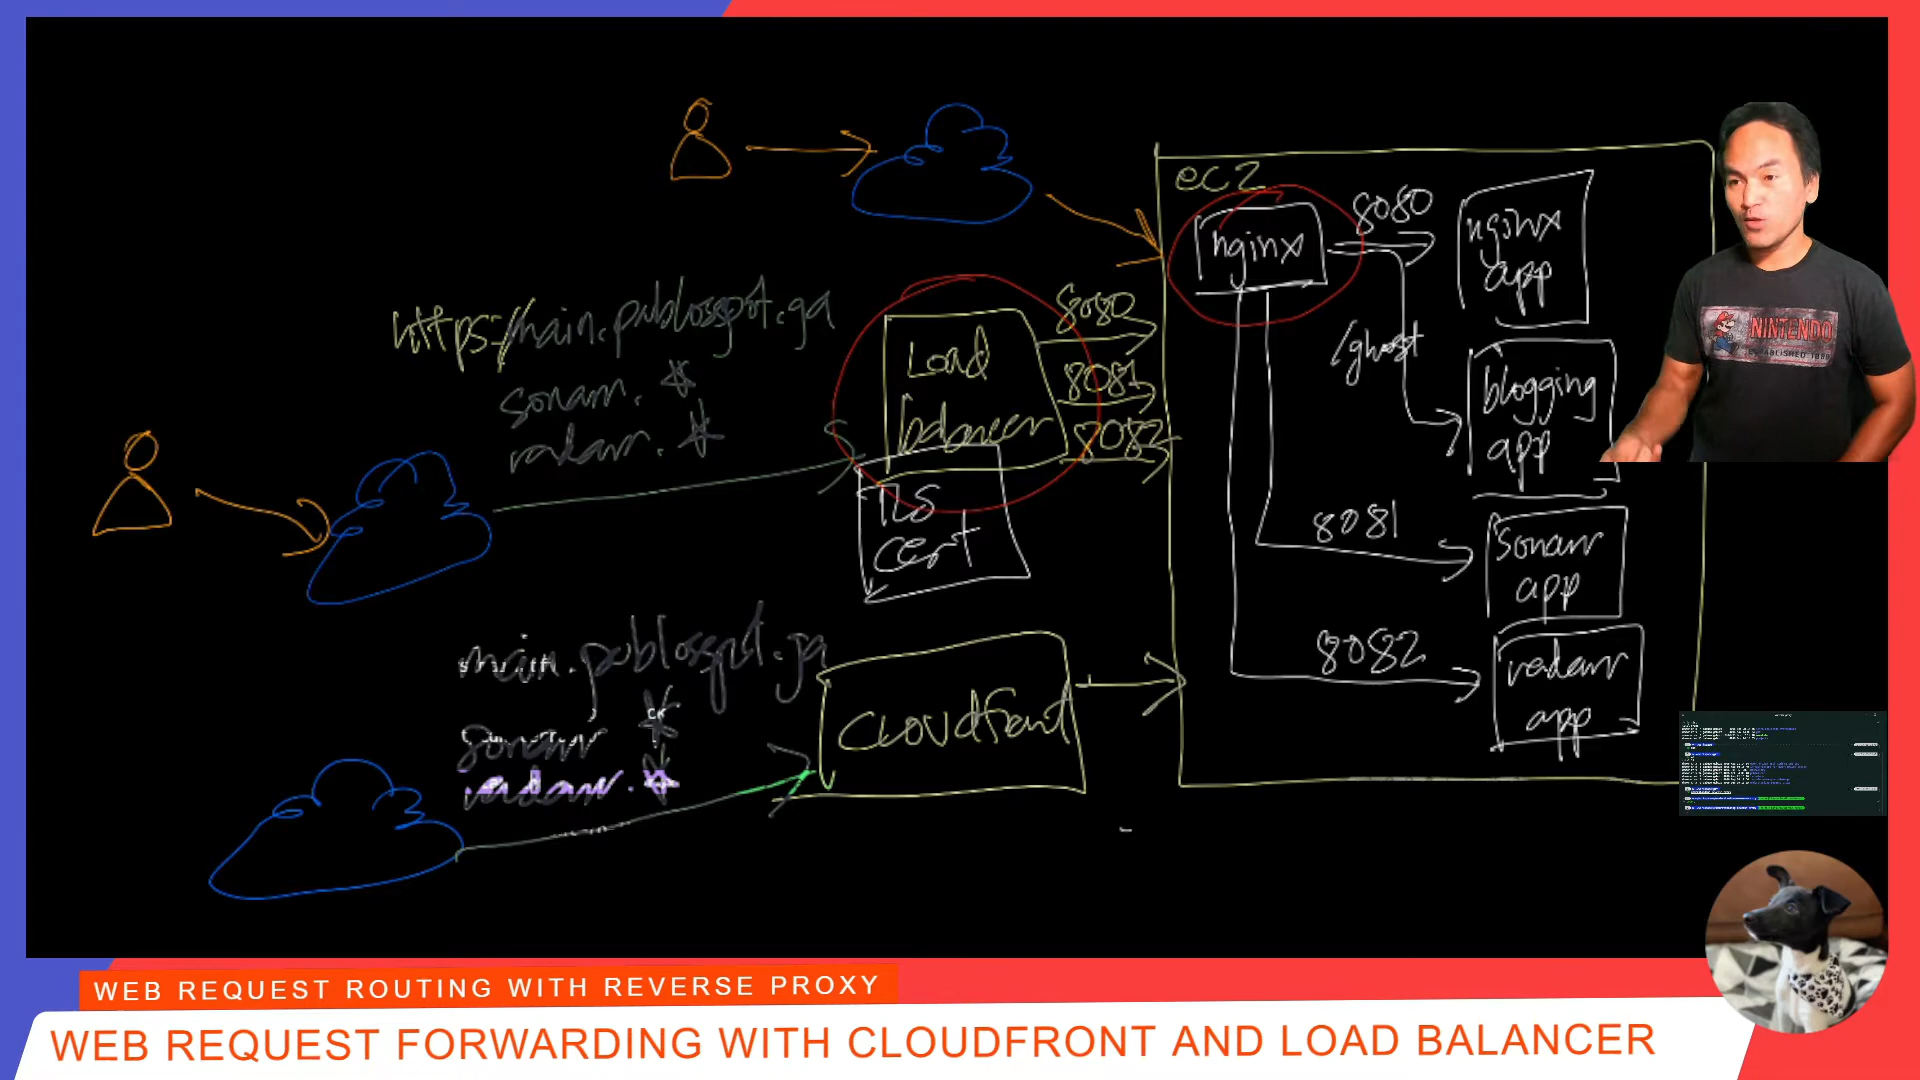 ec2
nginx
8080
nginx
app
/ghost
blogging
app
8081
sonarr
app
8082
radarr
app
https://main.pablosspot.ga
sonarr. *
radarr. *
Load
balancer
8080
8081
8082
TLS
cert
main.pablosspot.ga
sonarr *
radarr. *
Cloudfront
NINTENDO
ESTABLISHED 1889
WEB REQUEST ROUTING WITH REVERSE PROXY
WEB REQUEST FORWARDING WITH CLOUDFRONT AND LOAD BALANCER